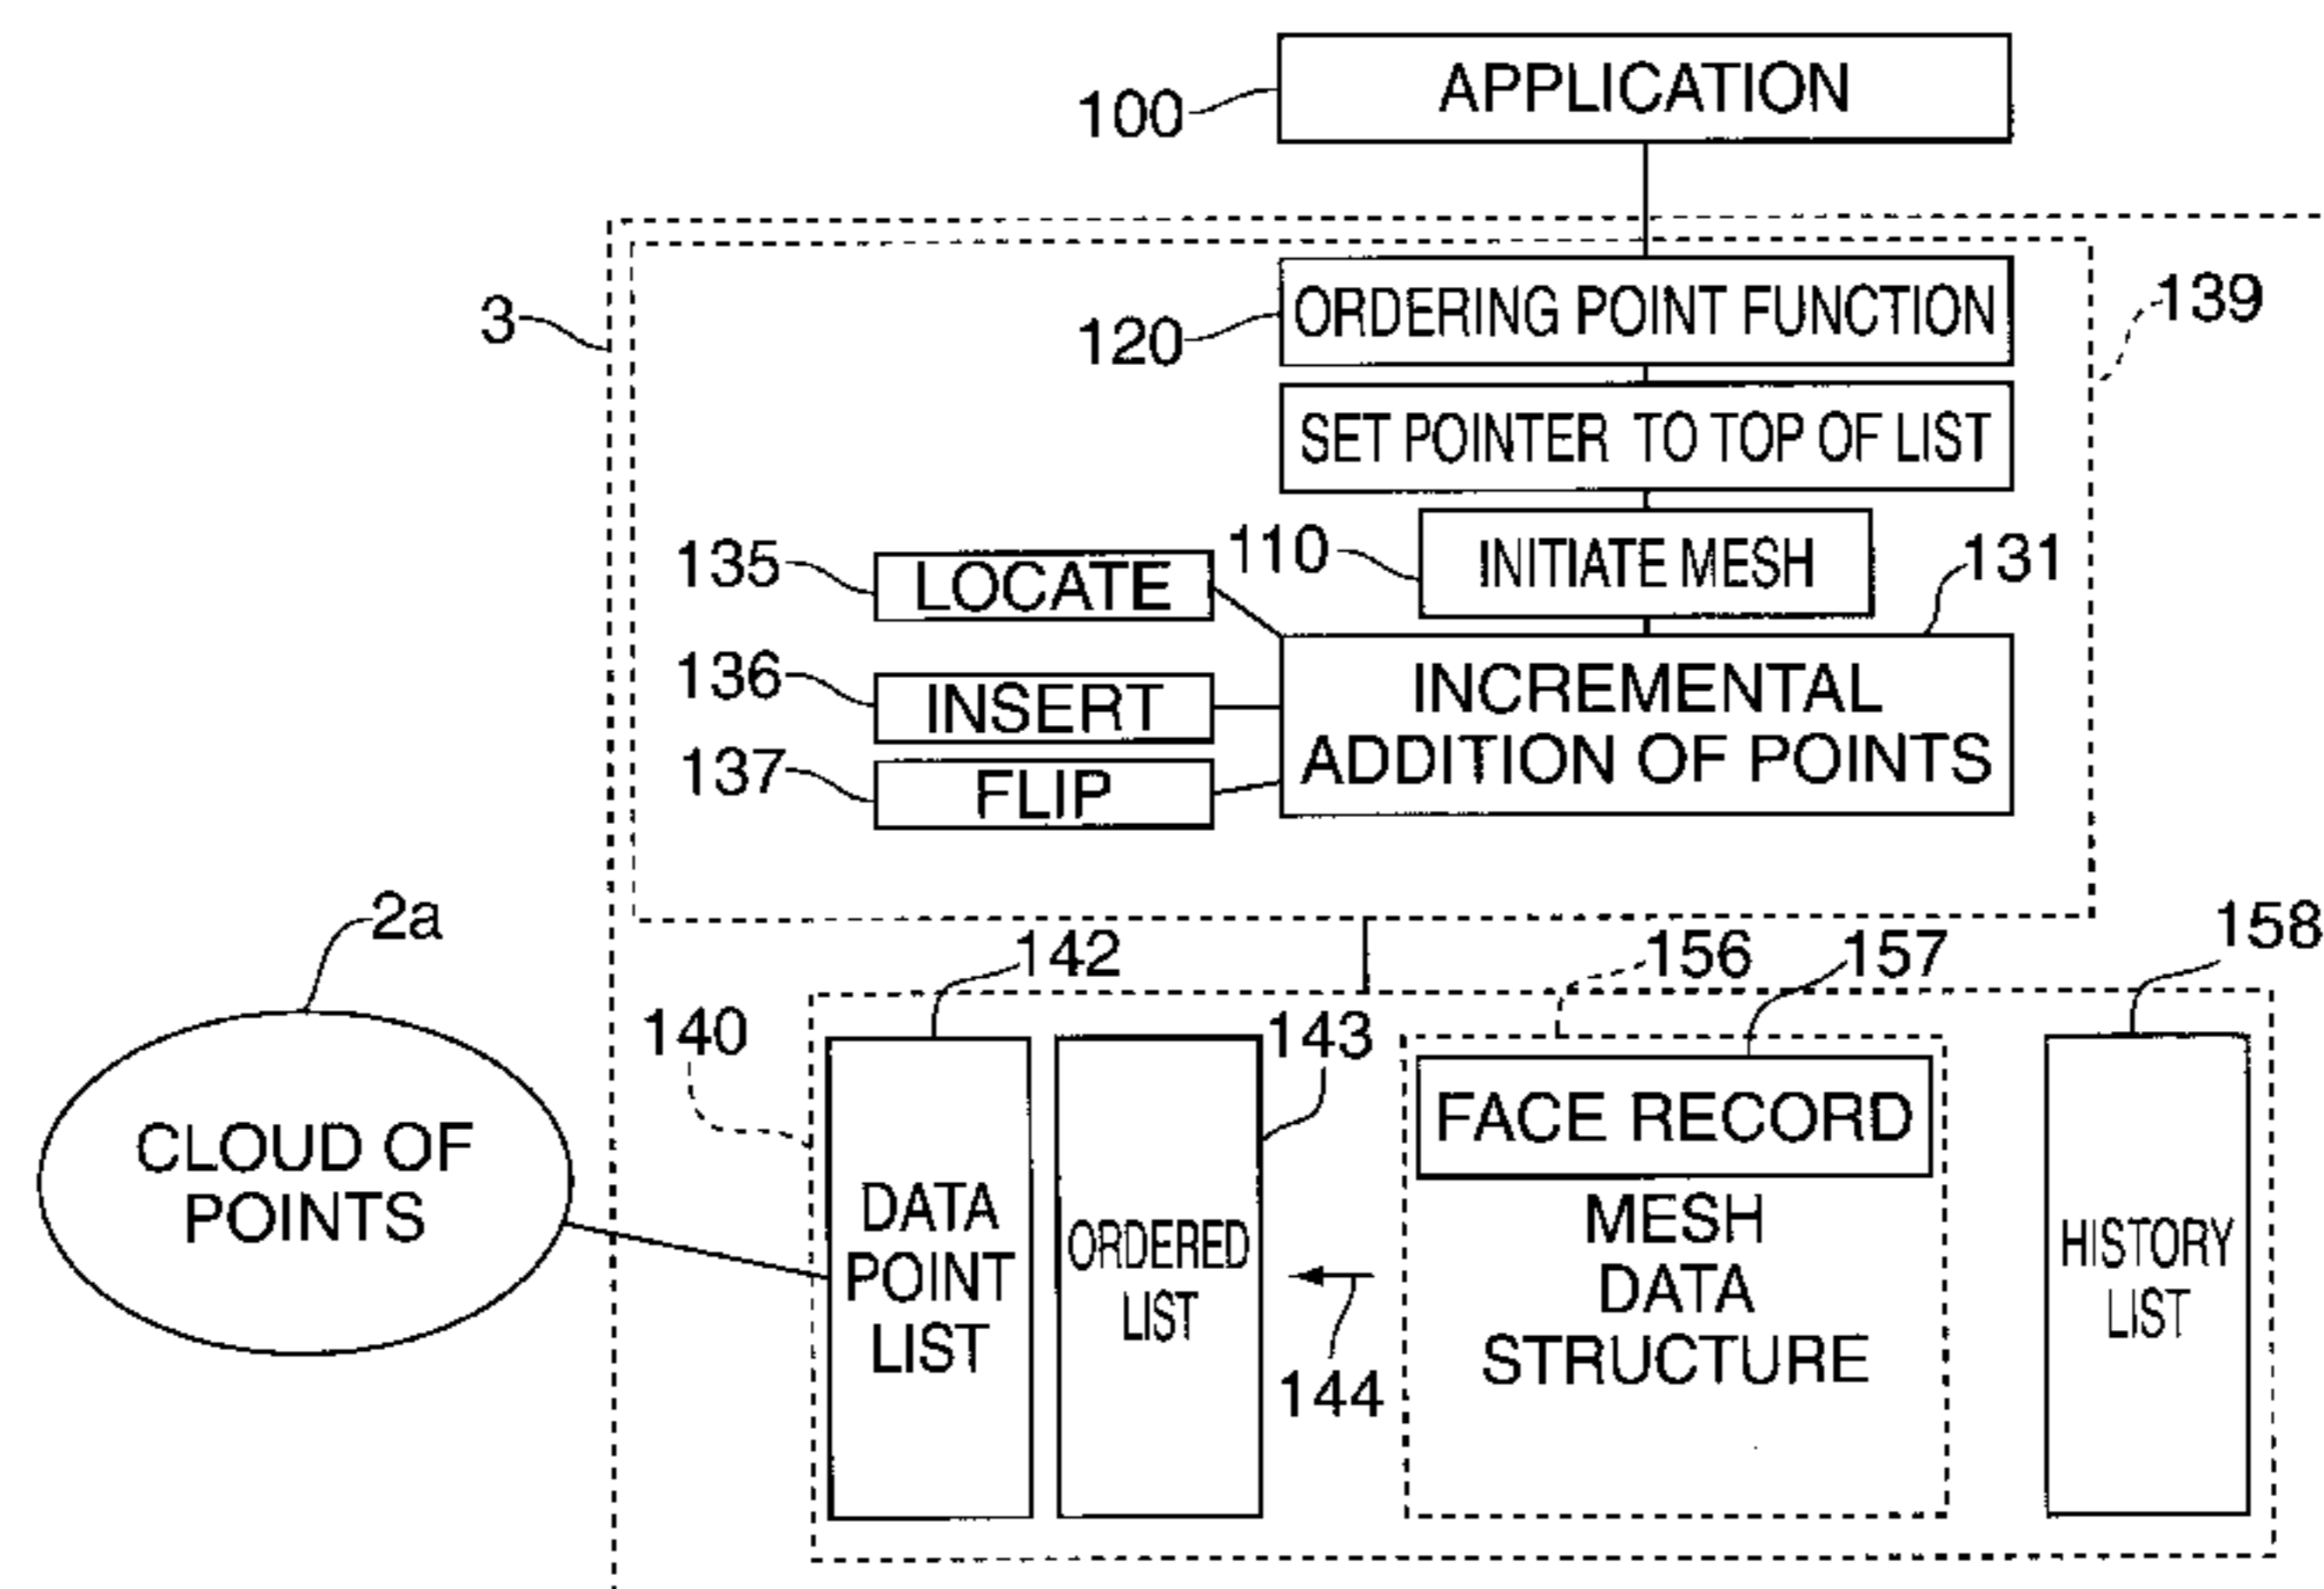 APPLICATION
100
3
ORDERING POINT FUNCTION
120
139
SET POINTER TO TOP OF LIST
110
INITIATE MESH
131
135
LOCATE
136
INSERT
137
FLIP
INCREMENTAL
ADDITION OF POINTS
2a
CLOUD OF
POINTS
140
142
143
156
157
158
DATA
POINT
LIST
ORDERED
LIST
144
FACE RECORD
MESH
DATA
STRUCTURE
HISTORY
LIST